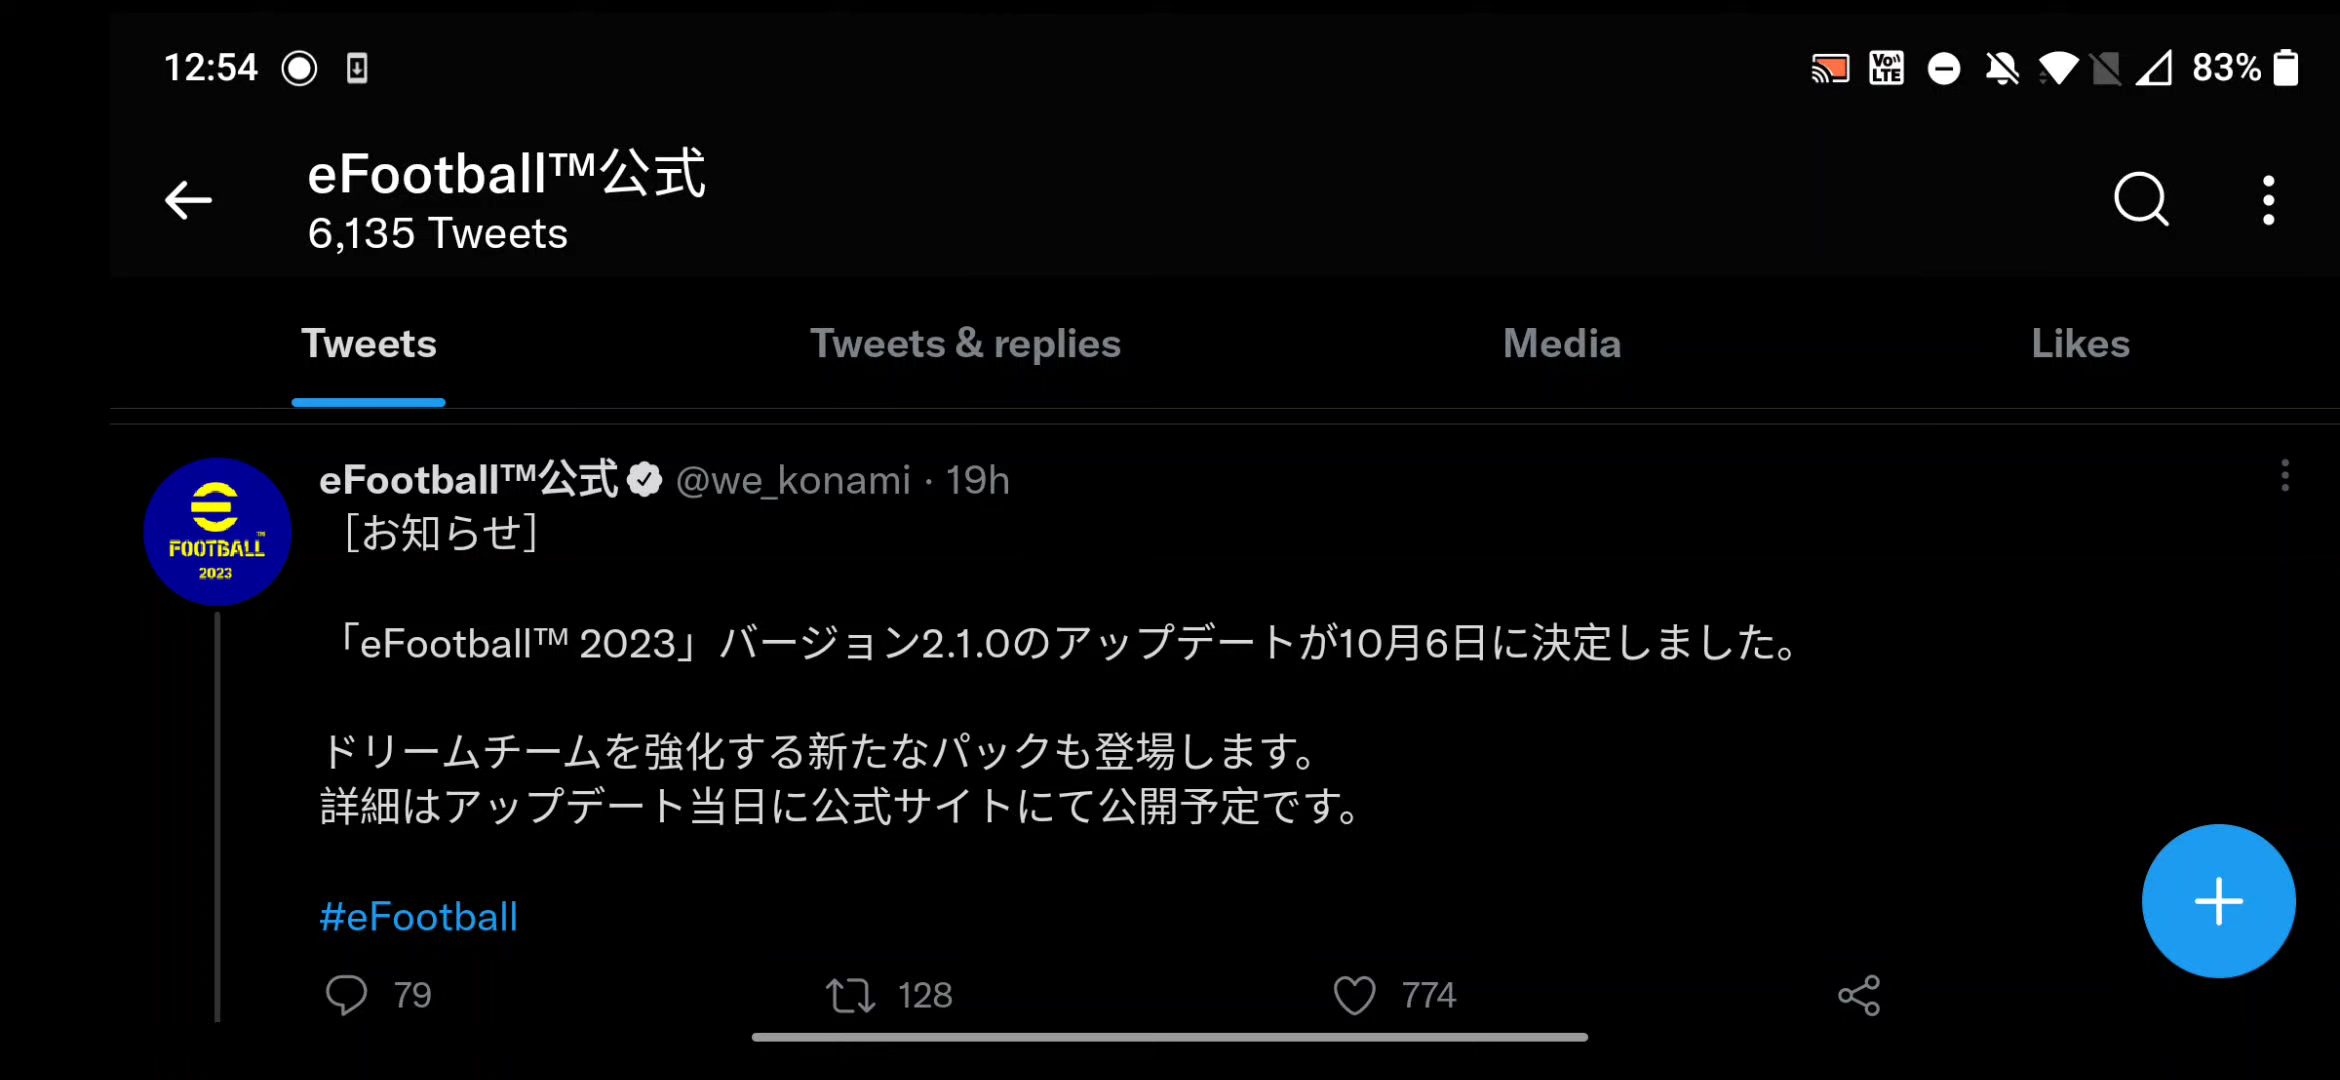 12:54
Vo LTE
83%
eFootball™公式
6,135 Tweets
Tweets Tweets & replies Media Likes
eFootball™公式 @we_konami · 19h
FOOTBALL™
2023
［お知らせ］
「eFootball™ 2023」バージョン2.1.0のアップデートが10月6日に決定しました。
ドリームチームを強化する新たなパックも登場します。
詳細はアップデート当日に公式サイトにて公開予定です。
#eFootball
79 128 774